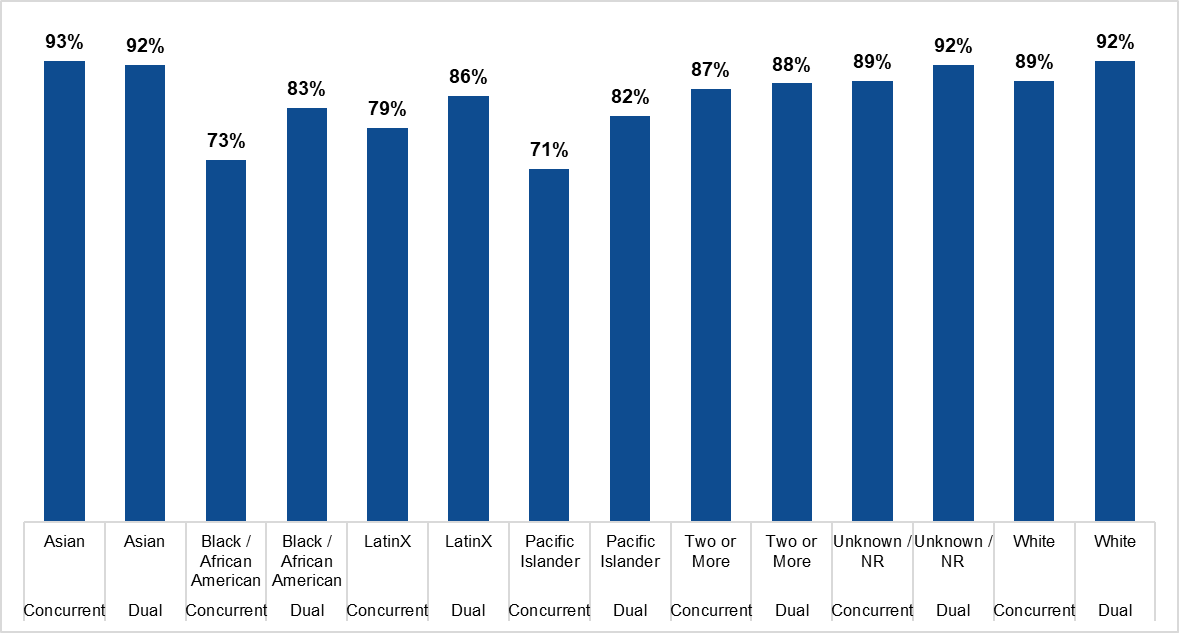 93%
92%
73%
83%
79%
86%
71%
82%
87%
88%
89%
92%
89%
92%
Asian
Asian
Black /
African
American
Black /
African
American
LatinX
LatinX
Pacific
Islander
Pacific
Islander
Two or
More
Two or
More
Unknown /
NR
Unknown /
NR
White
White
Concurrent
Dual
Concurrent
Dual
Concurrent
Dual
Concurrent
Dual
Concurrent
Dual
Concurrent
Dual
Concurrent
Dual